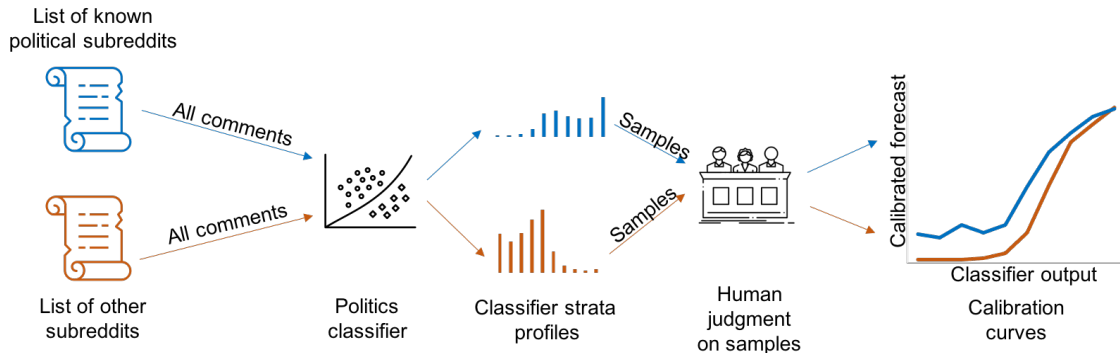 List of known
political subreddits
All comments
All comments
List of other
subreddits
Politics
classifier
Classifier strata
profiles
Samples
Samples
Human
judgment
on samples
Calibrated forecast
Classifier output
Calibration
curves